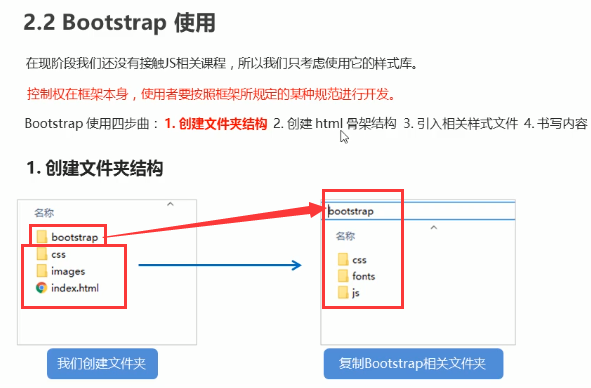 2.2 Bootstrap 使用
在现阶段我们还没有接触JS相关课程，所以我们只考虑使用它的样式库。
控制权在框架本身，使用者要按照框架所规定的某种规范进行开发。
Bootstrap 使用四步曲：1. 创建文件夹结构 2. 创建 html 骨架结构 3. 引入相关样式文件 4. 书写内容
1. 创建文件夹结构
名称
bootstrap
css
images
index.html
我们创建文件夹
bootstrap
名称
css
fonts
js
复制Bootstrap相关文件夹